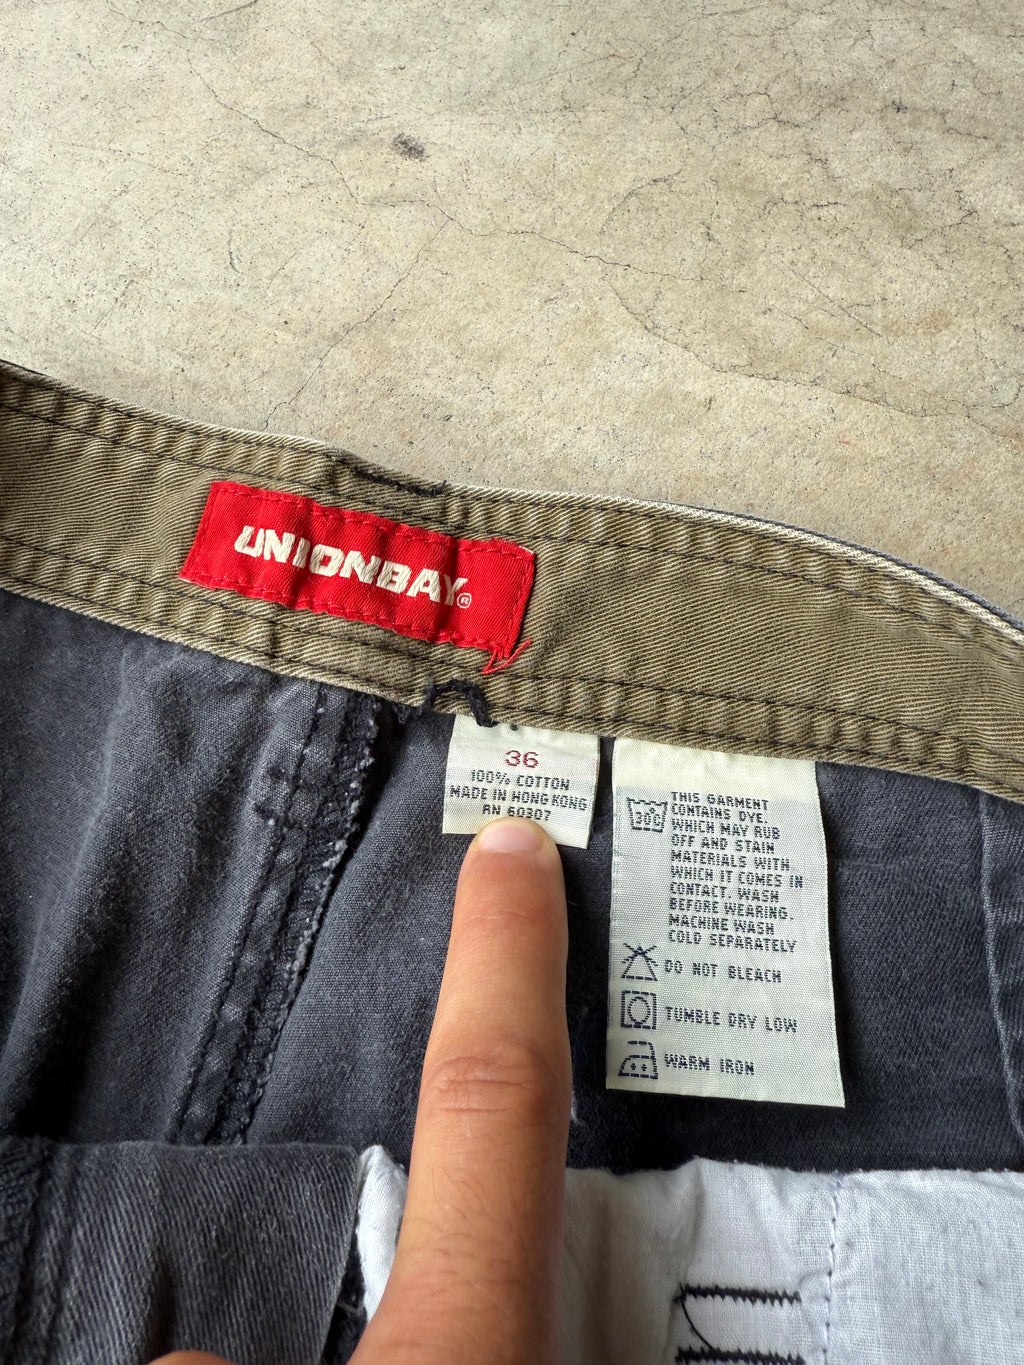 UNIONBAY®
36
100% COTTON
MADE IN HONG KONG
RN 60307
30C
THIS GARMENT
CONTAINS DYE.
WHICH MAY RUB
OFF AND STAIN
MATERIALS WITH
WHICH IT COMES IN
CONTACT. WASH
BEFORE WEARING.
MACHINE WASH
COLD SEPARATELY
DO NOT BLEACH
TUMBLE DRY LOW
WARM IRON